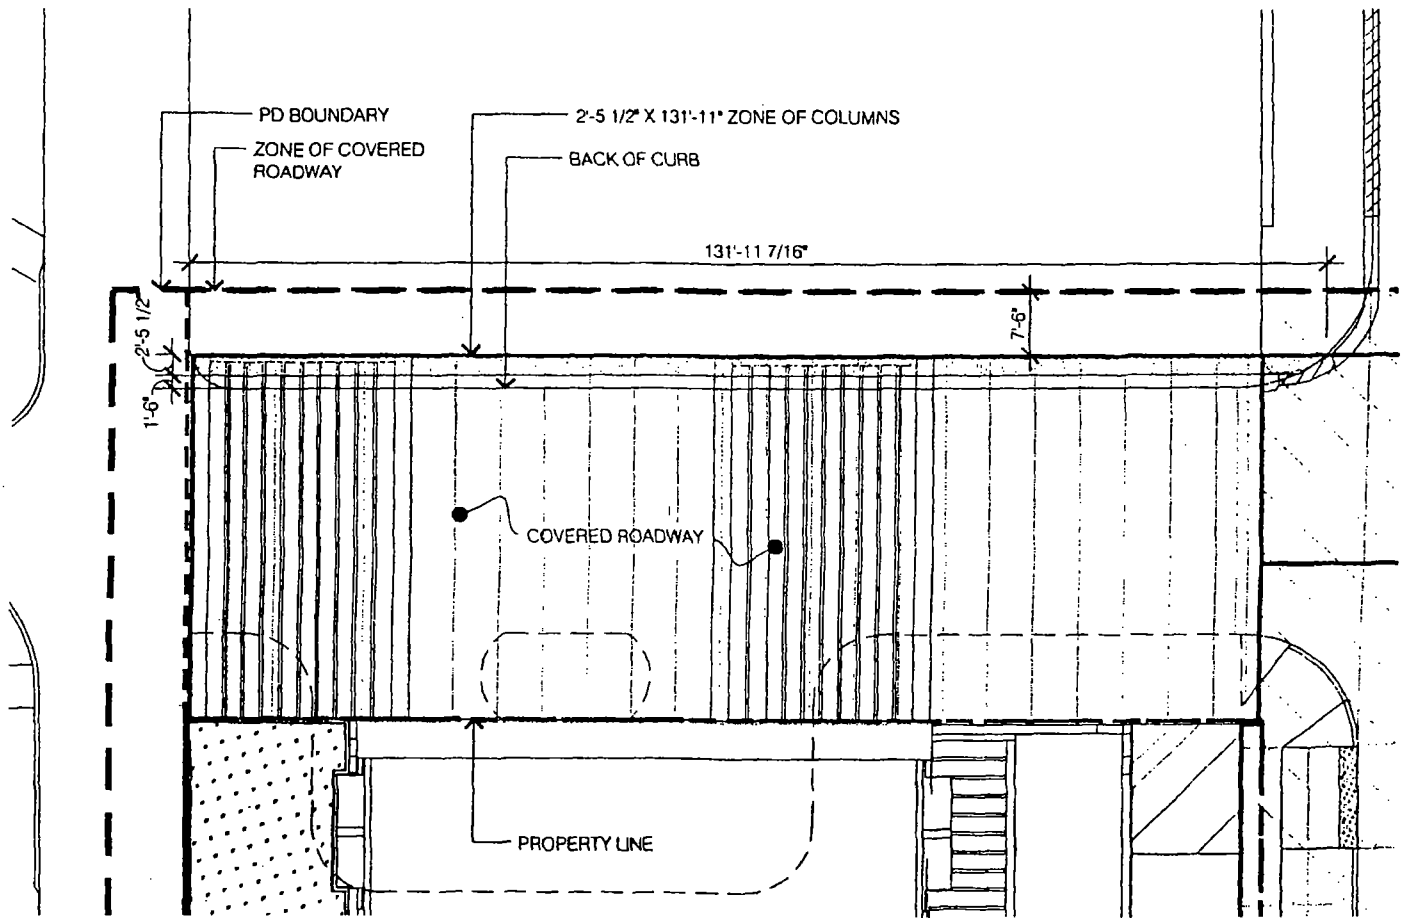 PD BOUNDARY
2'-5 1/2" X 131'-11" ZONE OF COLUMNS
ZONE OF COVERED
ROADWAY
BACK OF CURB
131'-11 7/16"
2'-5 1/2"
7'-6"
1'-6"
COVERED ROADWAY
PROPERTY LINE